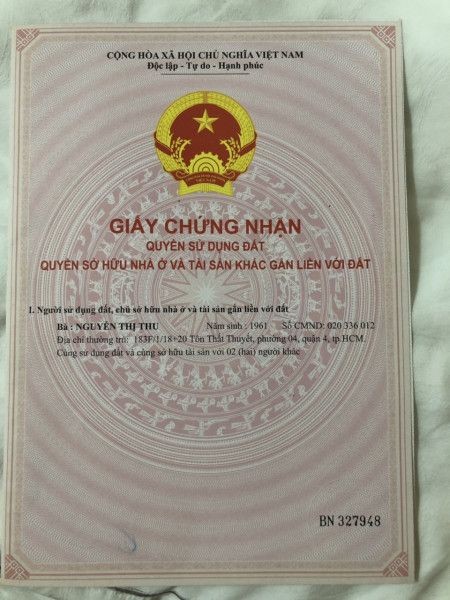 CỘNG HÒA XÃ HỘI CHỦ NGHĨA VIỆT NAM
Độc lập - Tự do - Hạnh phúc
GIẤY CHỨNG NHẬN
QUYỀN SỬ DỤNG ĐẤT
QUYỀN SỞ HỮU NHÀ Ở VÀ TÀI SẢN KHÁC GẮN LIỀN VỚI ĐẤT
I. Người sử dụng đất, chủ sở hữu nhà ở và tài sản gắn liền với đất
Bà : NGUYỄN THỊ THU Năm sinh : 1961 Số CMND: 020 336 012
Địa chỉ thường trú: 183F/1/18+20 Tôn Thất Thuyết, phường 04, quận 4, tp.HCM.
Cùng sử dụng đất và cùng sở hữu tài sản với 02 (hai) người khác
BN 327948